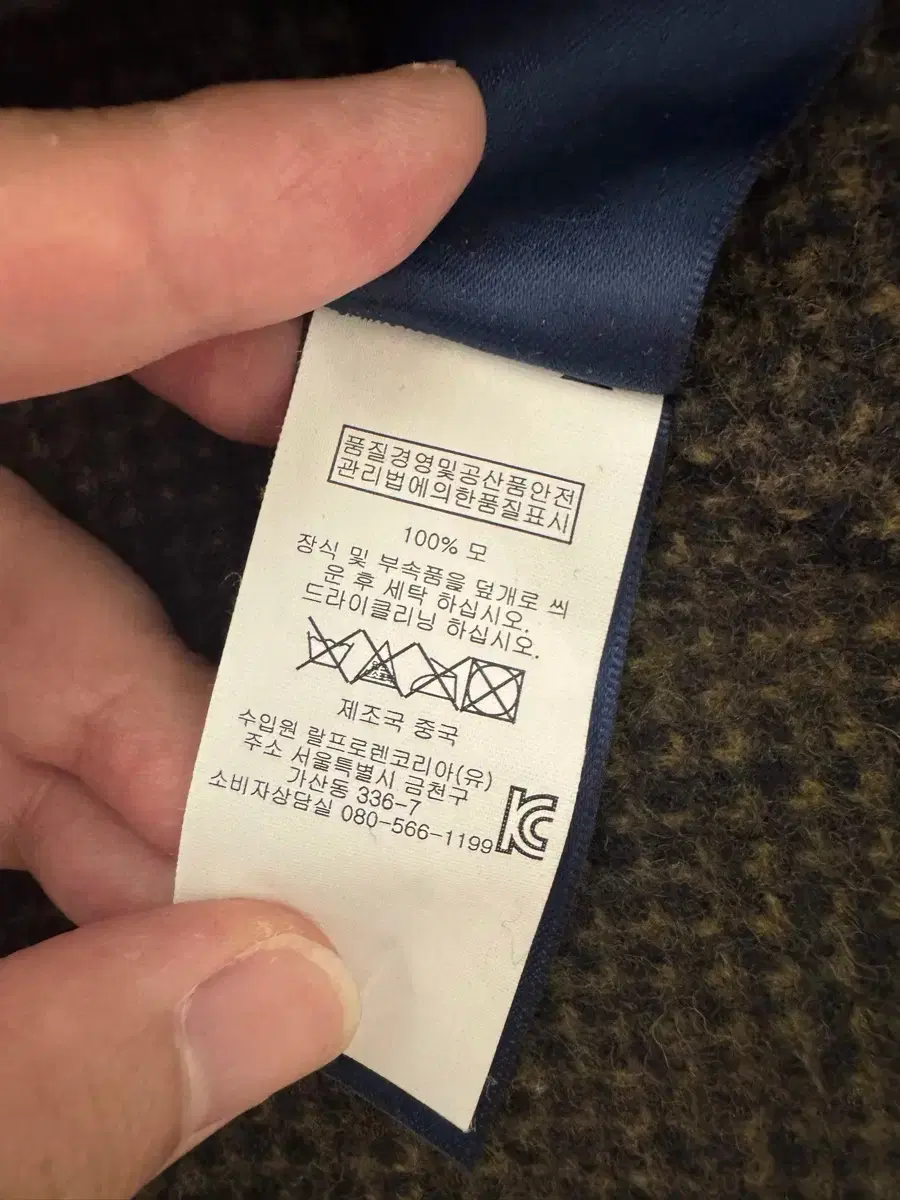 품질경영및공산품안전
관리법에의한품질표시
100% 모
장식 및 부속품을 덮개로 씌
운 후 세탁 하십시오.
드라이클리닝 하십시오.
제조국 중국
수입원 랄프로렌코리아(유)
주소 서울특별시 금천구
가산동 336-7
소비자상담실 080-566-1199
KC